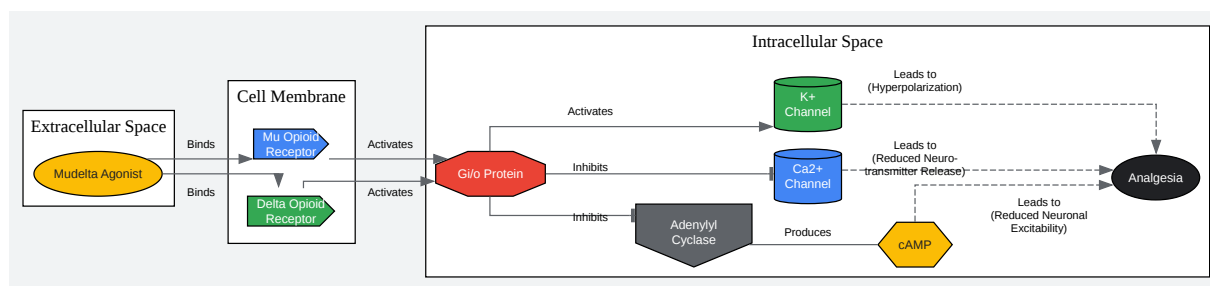 Extracellular Space
Mudelta Agonist
Binds
Binds
Cell Membrane
Mu Opioid
Receptor
Delta Opioid
Receptor
Activates
Activates
Intracellular Space
Gi/o Protein
Activates
Inhibits
Inhibits
K+
Channel
Ca2+
Channel
Adenylyl
Cyclase
Produces
cAMP
Leads to
(Hyperpolarization)
Leads to
(Reduced Neuro-
transmitter Release)
Leads to
(Reduced Neuronal
Excitability)
Analgesia